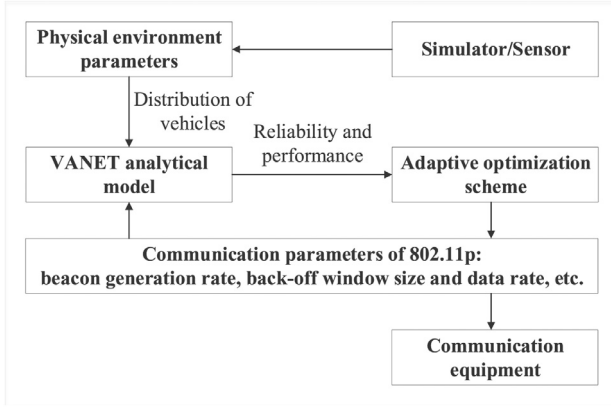 Physical environment
parameters
Simulator/Sensor
Distribution of
vehicles
Reliability and
performance
VANET analytical
model
Adaptive optimization
scheme
Communication parameters of 802.11p:
beacon generation rate, back-off window size and data rate, etc.
Communication
equipment